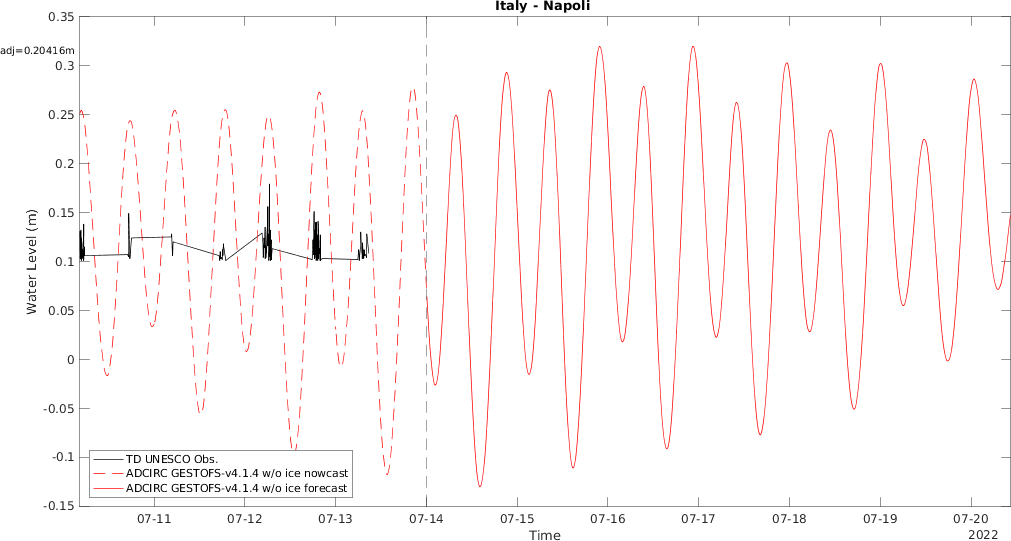 Italy - Napoli
adj=0.20416m
Water Level (m)
0.35
0.3
0.25
0.2
0.15
0.1
0.05
0
-0.05
-0.1
-0.15
TD UNESCO Obs.
ADCIRC GESTOFS-v4.1.4 w/o ice nowcast
ADCIRC GESTOFS-v4.1.4 w/o ice forecast
07-11 07-12 07-13 07-14 07-15 07-16 07-17 07-18 07-19 07-20
Time
2022